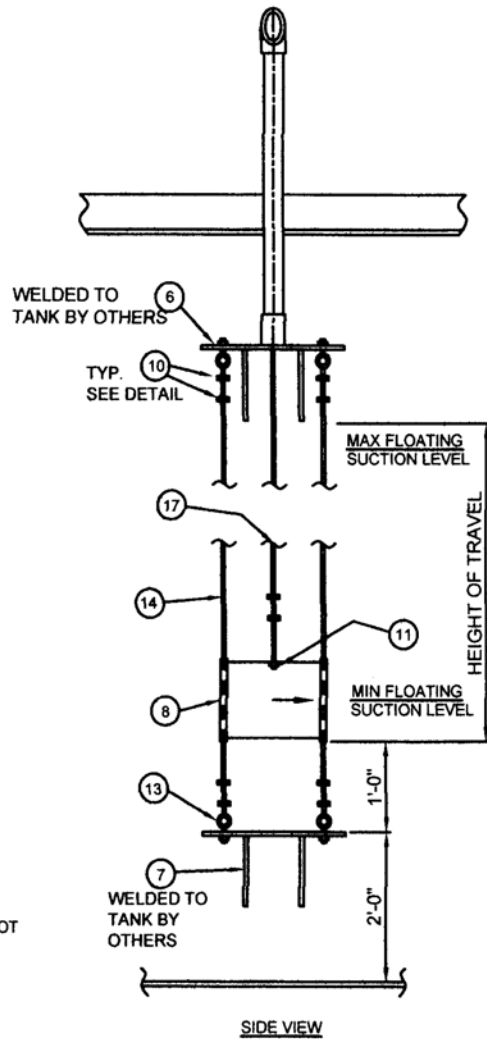 WELDED TO
TANK BY OTHERS
6
TYP.
SEE DETAIL
10
MAX FLOATING
SUCTION LEVEL
17
HEIGHT OF TRAVEL
14
11
8
MIN FLOATING
SUCTION LEVEL
13
1'-0"
7
WELDED TO
TANK BY
OTHERS
2'-0"
OT
SIDE VIEW